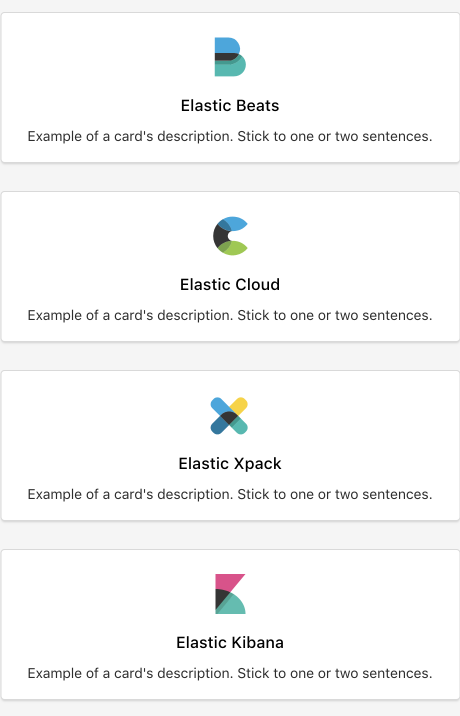 Elastic Beats
Example of a card's description. Stick to one or two sentences.
Elastic Cloud
Example of a card's description. Stick to one or two sentences.
Elastic Xpack
Example of a card's description. Stick to one or two sentences.
Elastic Kibana
Example of a card's description. Stick to one or two sentences.